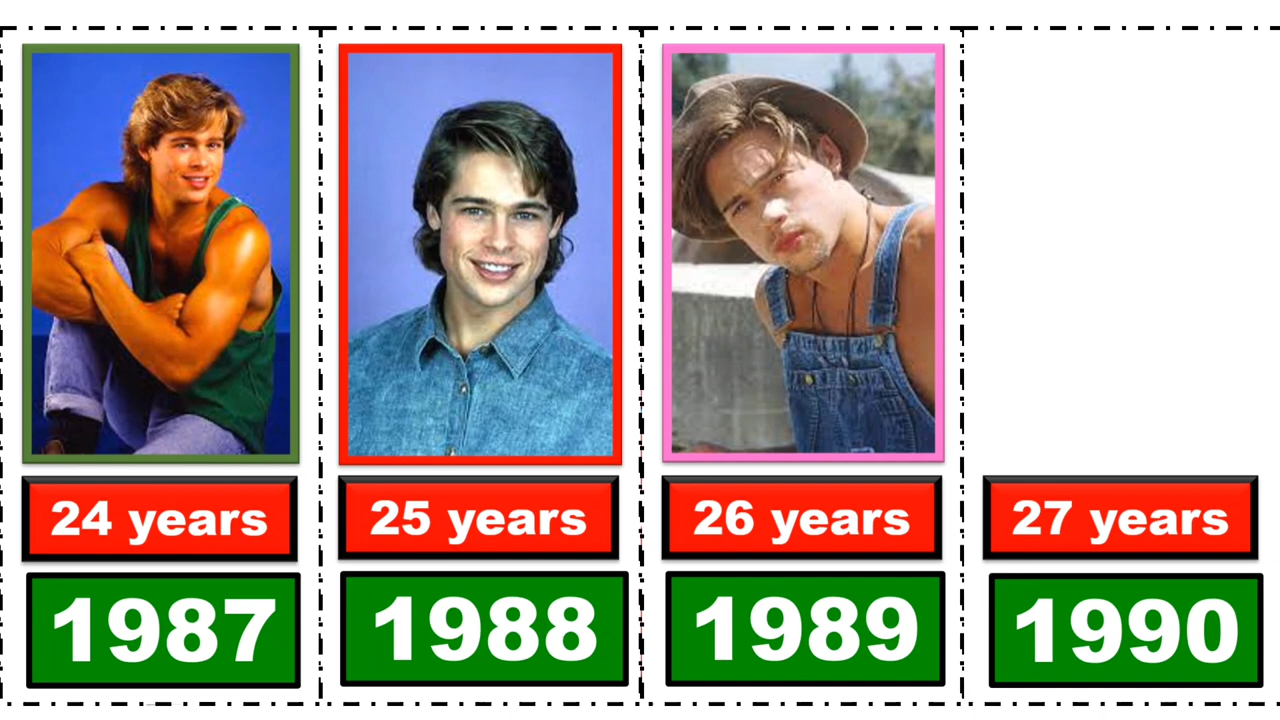 24 years
25 years
26 years
27 years
1987
1988
1989
1990